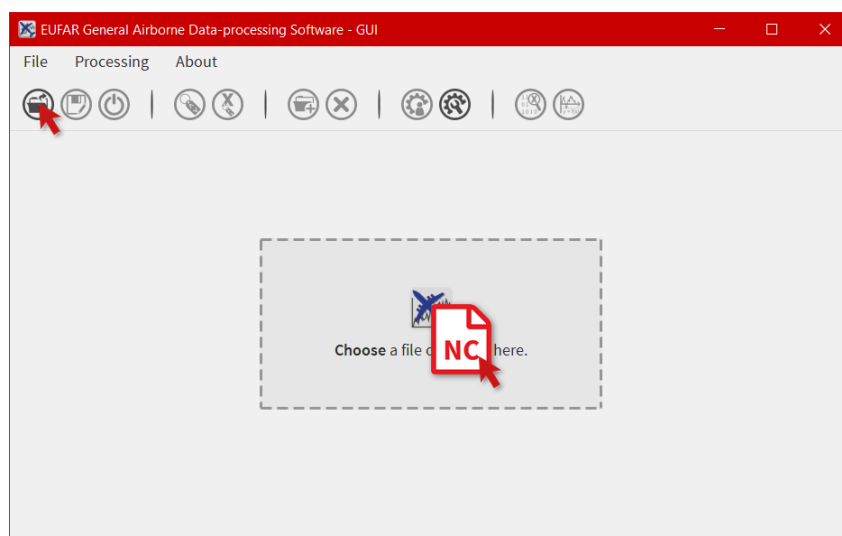 EUFAR General Airborne Data-processing Software - GUI
File Processing About
Choose a file here.
NC